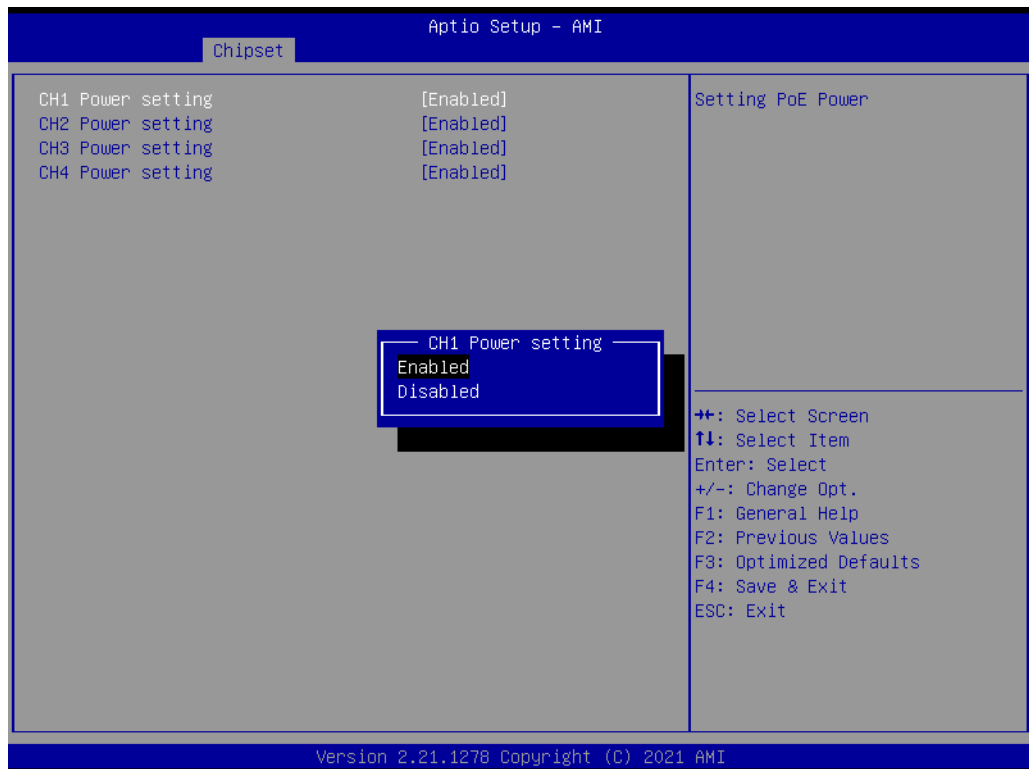 Aptio Setup - AMI
Chipset
CH1 Power setting [Enabled]
CH2 Power setting [Enabled]
CH3 Power setting [Enabled]
CH4 Power setting [Enabled]
Setting PoE Power
CH1 Power setting
Enabled
Disabled
→←: Select Screen
↑↓: Select Item
Enter: Select
+/-: Change Opt.
F1: General Help
F2: Previous Values
F3: Optimized Defaults
F4: Save & Exit
ESC: Exit
Version 2.21.1278 Copyright (C) 2021 AMI